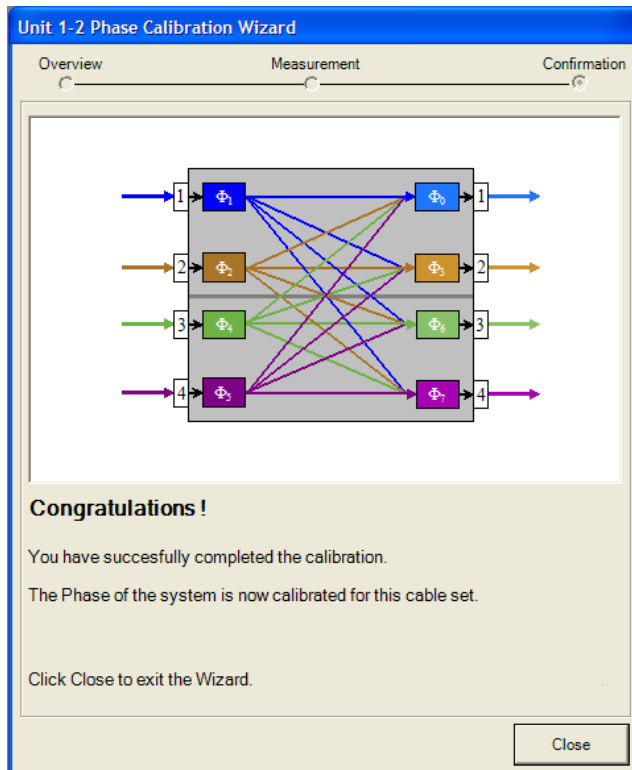 Unit 1-2 Phase Calibration Wizard
Overview Measurement Confirmation
1 Φ1 Φ0 1
2 Φ2 Φ3 2
3 Φ4 Φ6 3
4 Φ5 Φ7 4
Congratulations !
You have succesfully completed the calibration.
The Phase of the system is now calibrated for this cable set.
Click Close to exit the Wizard.
Close